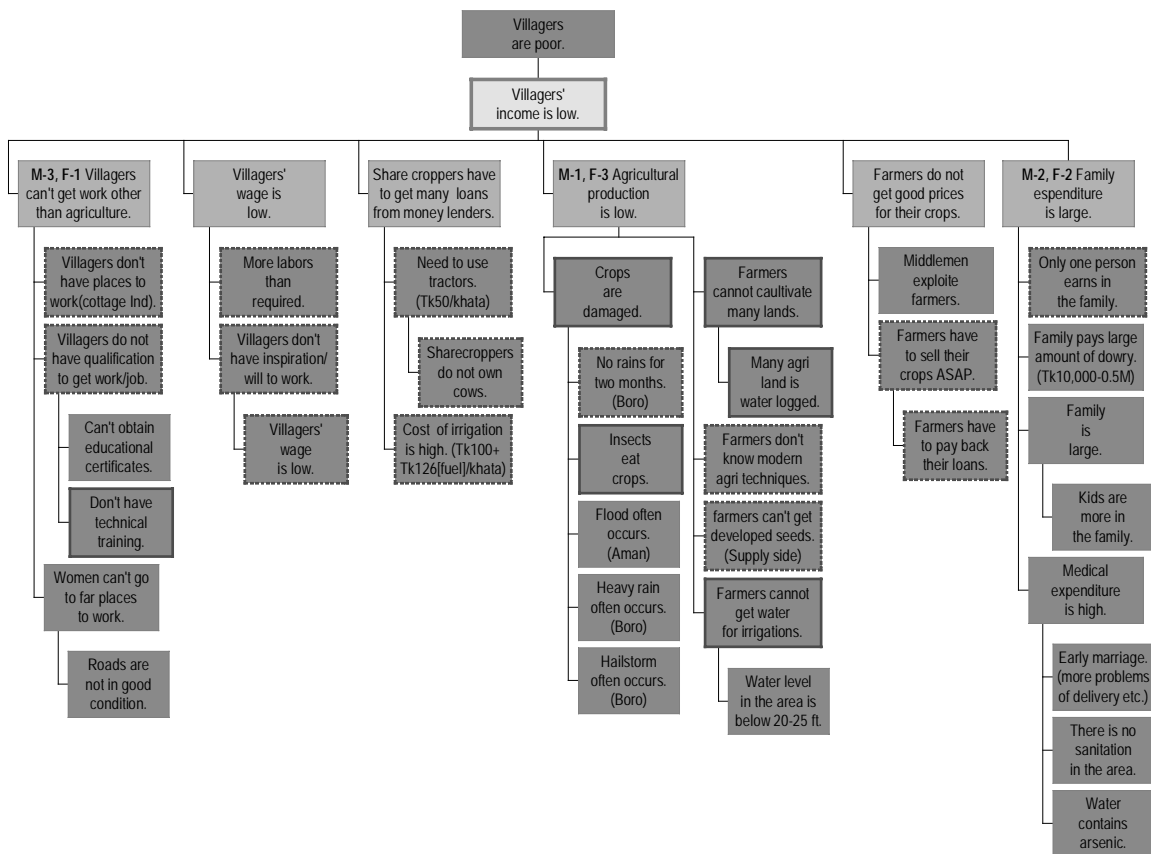 Villagers
are poor.
Villagers'
income is low.
M-3, F-1 Villagers
can't get work other
than agriculture.
Villagers don't
have places to
work(cottage Ind).
Villagers do not
have qualification
to get work/job.
Can't obtain
educational
certificates.
Don't have
technical
training.
Women can't go
to far places
to work.
Roads are
not in good
condition.
Villagers'
wage is
low.
More labors
than
required.
Villagers don't
have inspiration/
will to work.
Villagers'
wage
is low.
Share croppers have
to get many loans
from money lenders.
Need to use
tractors.
(Tk50/khata)
Sharecroppers
do not own
cows.
Cost of irrigation
is high. (Tk100+
Tk126[fuel]/khata)
M-1, F-3 Agricultural
production
is low.
Crops
are
damaged.
No rains for
two months.
(Boro)
Insects
eat
crops.
Flood often
occurs.
(Aman)
Heavy rain
often occurs.
(Boro)
Hailstorm
often occurs.
(Boro)
Farmers
cannot caultivate
many lands.
Many agri
land is
water logged.
Farmers don't
know modern
agri techniques.
farmers can't get
developed seeds.
(Supply side)
Farmers cannot
get water
for irrigations.
Water level
in the area is
below 20-25 ft.
Farmers do not
get good prices
for their crops.
Middlemen
exploite
farmers.
Farmers have
to sell their
crops ASAP.
Farmers have
to pay back
their loans.
M-2, F-2 Family
espenditure
is large.
Only one person
earns in
the family.
Family pays large
amount of dowry.
(Tk10,000-0.5M)
Family
is
large.
Kids are
more in
the family.
Medical
expenditure
is high.
Early marriage.
(more problems
of delivery etc.)
There is no
sanitation
in the area.
Water
contains
arsenic.